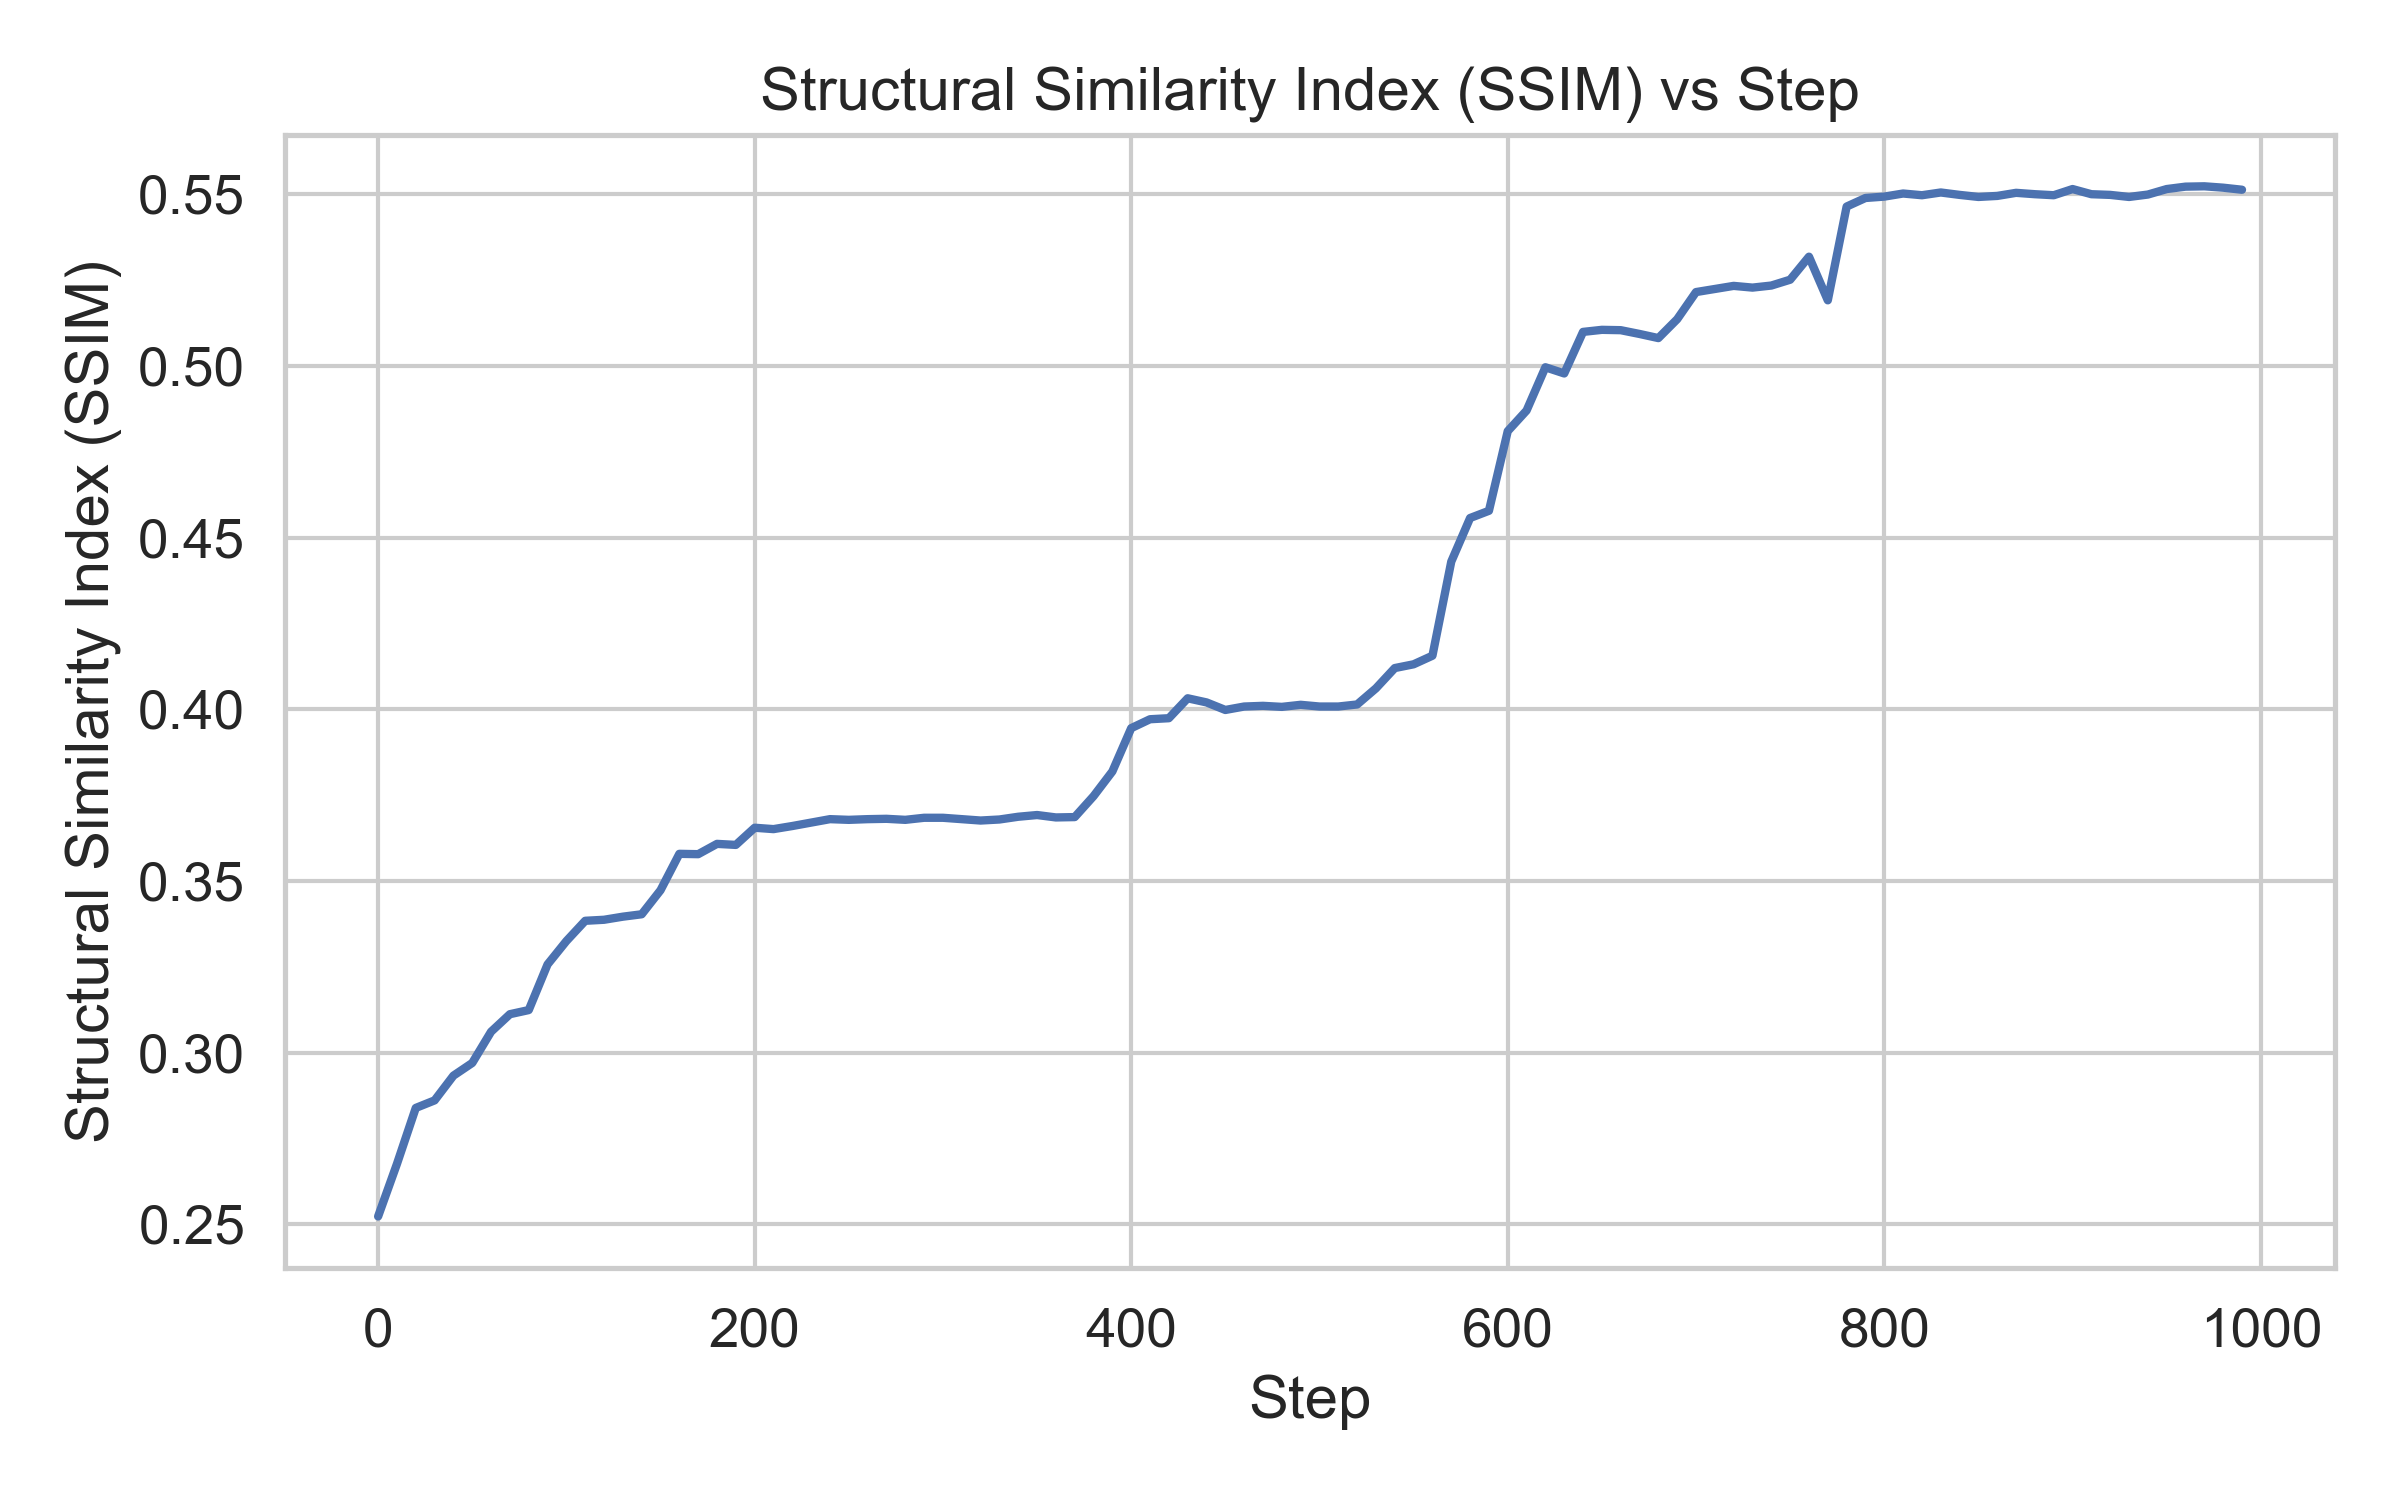 Structural Similarity Index (SSIM) vs Step
Structural Similarity Index (SSIM)
0.55
0.50
0.45
0.40
0.35
0.30
0.25
0 200 400 600 800 1000
Step